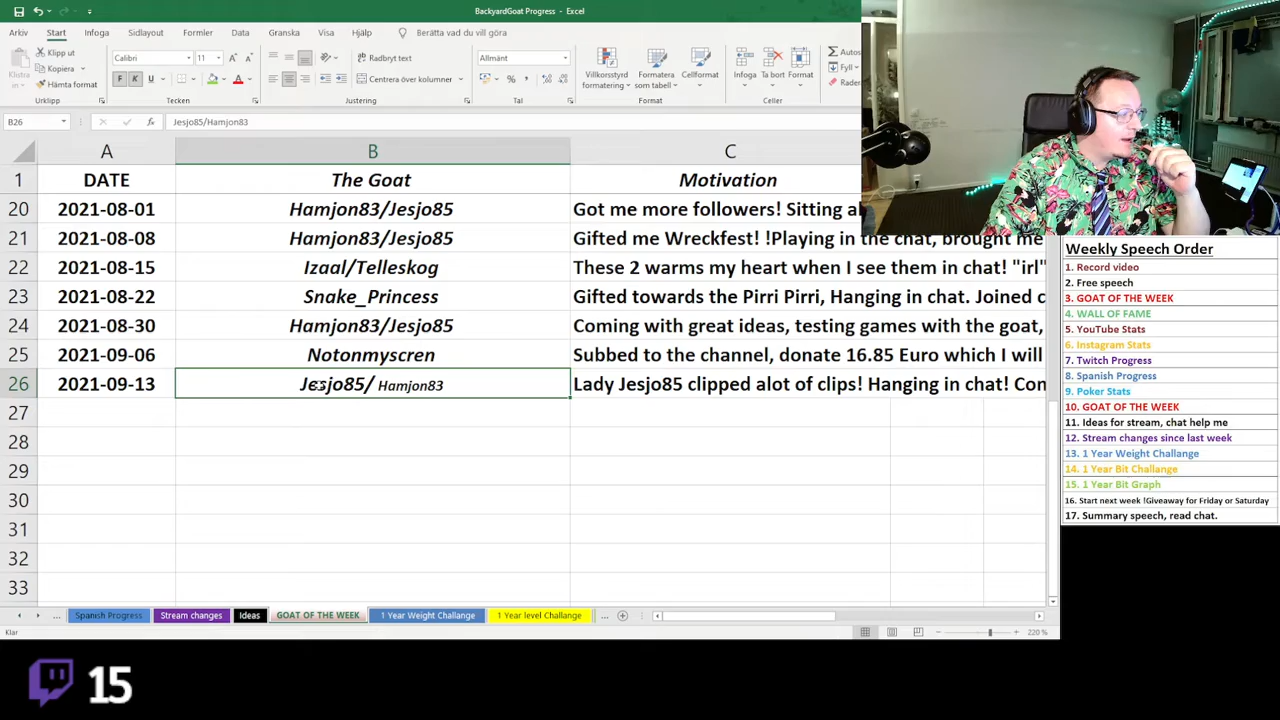 BackyardGoat Progress - Excel
Arkiv Start Infoga Sidlayout Formler Data Granska Visa Hjälp Berätta vad du vill göra
Klistra
Klipp ut
Kopiera
Hämta format
Urklipp
Calibri 11
F K U
Tecken
Radbryt text
Centrera över kolumner
Justering
Allmänt
Tal
Villkorsstyrd formatering
Formatera som tabell
Cellformat
Format
Infoga Ta bort Format
Celler
Autos
Fyll
Rader
B26 fx Jesjo85/Hamjon83
A B C
1 DATE The Goat Motivation
20 2021-08-01 Hamjon83/Jesjo85 Got me more followers! Sitting al
21 2021-08-08 Hamjon83/Jesjo85 Gifted me Wreckfest! !Playing in the chat, brought me
22 2021-08-15 Izaal/Telleskog These 2 warms my heart when I see them in chat! "irl"
23 2021-08-22 Snake_Princess Gifted towards the Pirri Pirri, Hanging in chat. Joined c
24 2021-08-30 Hamjon83/Jesjo85 Coming with great ideas, testing games with the goat,
25 2021-09-06 Notonmyscren Subbed to the channel, donate 16.85 Euro which I will
26 2021-09-13 Jesjo85/ Hamjon83 Lady Jesjo85 clipped alot of clips! Hanging in chat! Con
27
28
29
30
31
32
33
... Spanish Progress Stream changes Ideas GOAT OF THE WEEK 1 Year Weight Challange 1 Year level Challange ...
Klar 220 %
Weekly Speech Order
1. Record video
2. Free speech
3. GOAT OF THE WEEK
4. WALL OF FAME
5. YouTube Stats
6. Instagram Stats
7. Twitch Progress
8. Spanish Progress
9. Poker Stats
10. GOAT OF THE WEEK
11. Ideas for stream, chat help me
12. Stream changes since last week
13. 1 Year Weight Challange
14. 1 Year Bit Challange
15. 1 Year Bit Graph
16. Start next week !Giveaway for Friday or Saturday
17. Summary speech, read chat.
15